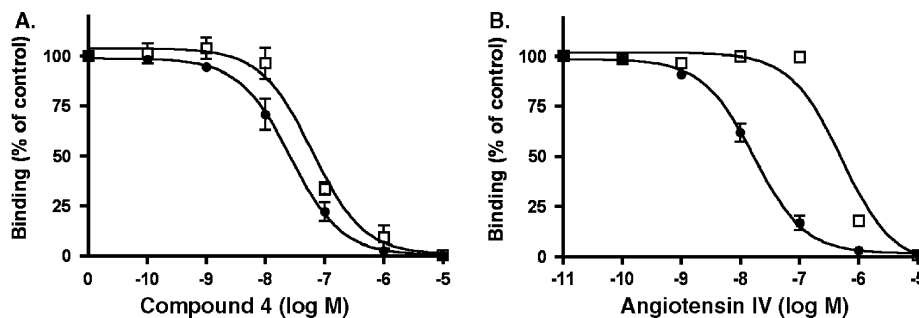 A.
B.
Binding (% of control)
100
75
50
25
0
0 -10 -9 -8 -7 -6 -5
Compound 4 (log M)
Binding (% of control)
100
75
50
25
0
-11 -10 -9 -8 -7 -6 -5
Angiotensin IV (log M)